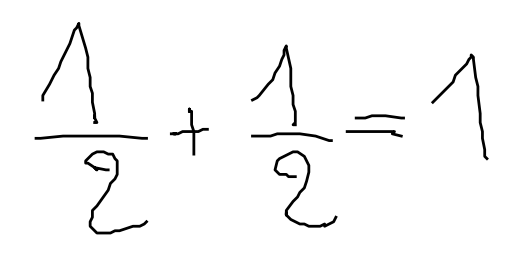 1/2 + 1/2 = 1